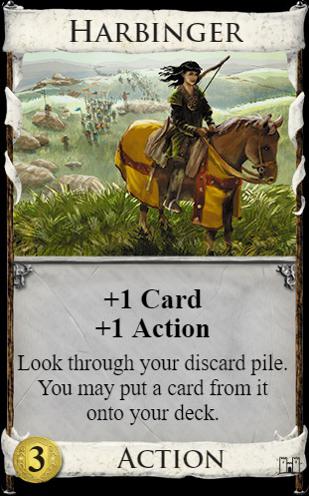 HARBINGER
+1 Card
+1 Action
Look through your discard pile.
You may put a card from it
onto your deck.
3 ACTION